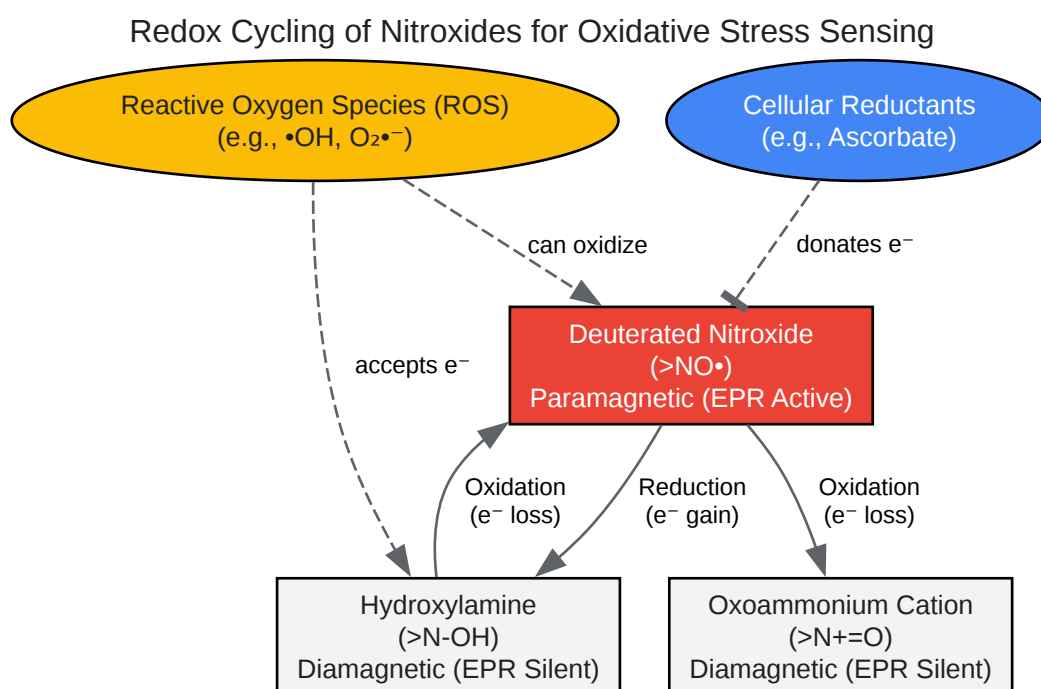 Redox Cycling of Nitroxides for Oxidative Stress Sensing
Reactive Oxygen Species (ROS)
(e.g., •OH, O₂•⁻)
Cellular Reductants
(e.g., Ascorbate)
can oxidize
donates e⁻
accepts e⁻
Deuterated Nitroxide
(>NO•)
Paramagnetic (EPR Active)
Oxidation
(e⁻ loss)
Reduction
(e⁻ gain)
Oxidation
(e⁻ loss)
Hydroxylamine
(>N-OH)
Diamagnetic (EPR Silent)
Oxoammonium Cation
(>N+=O)
Diamagnetic (EPR Silent)